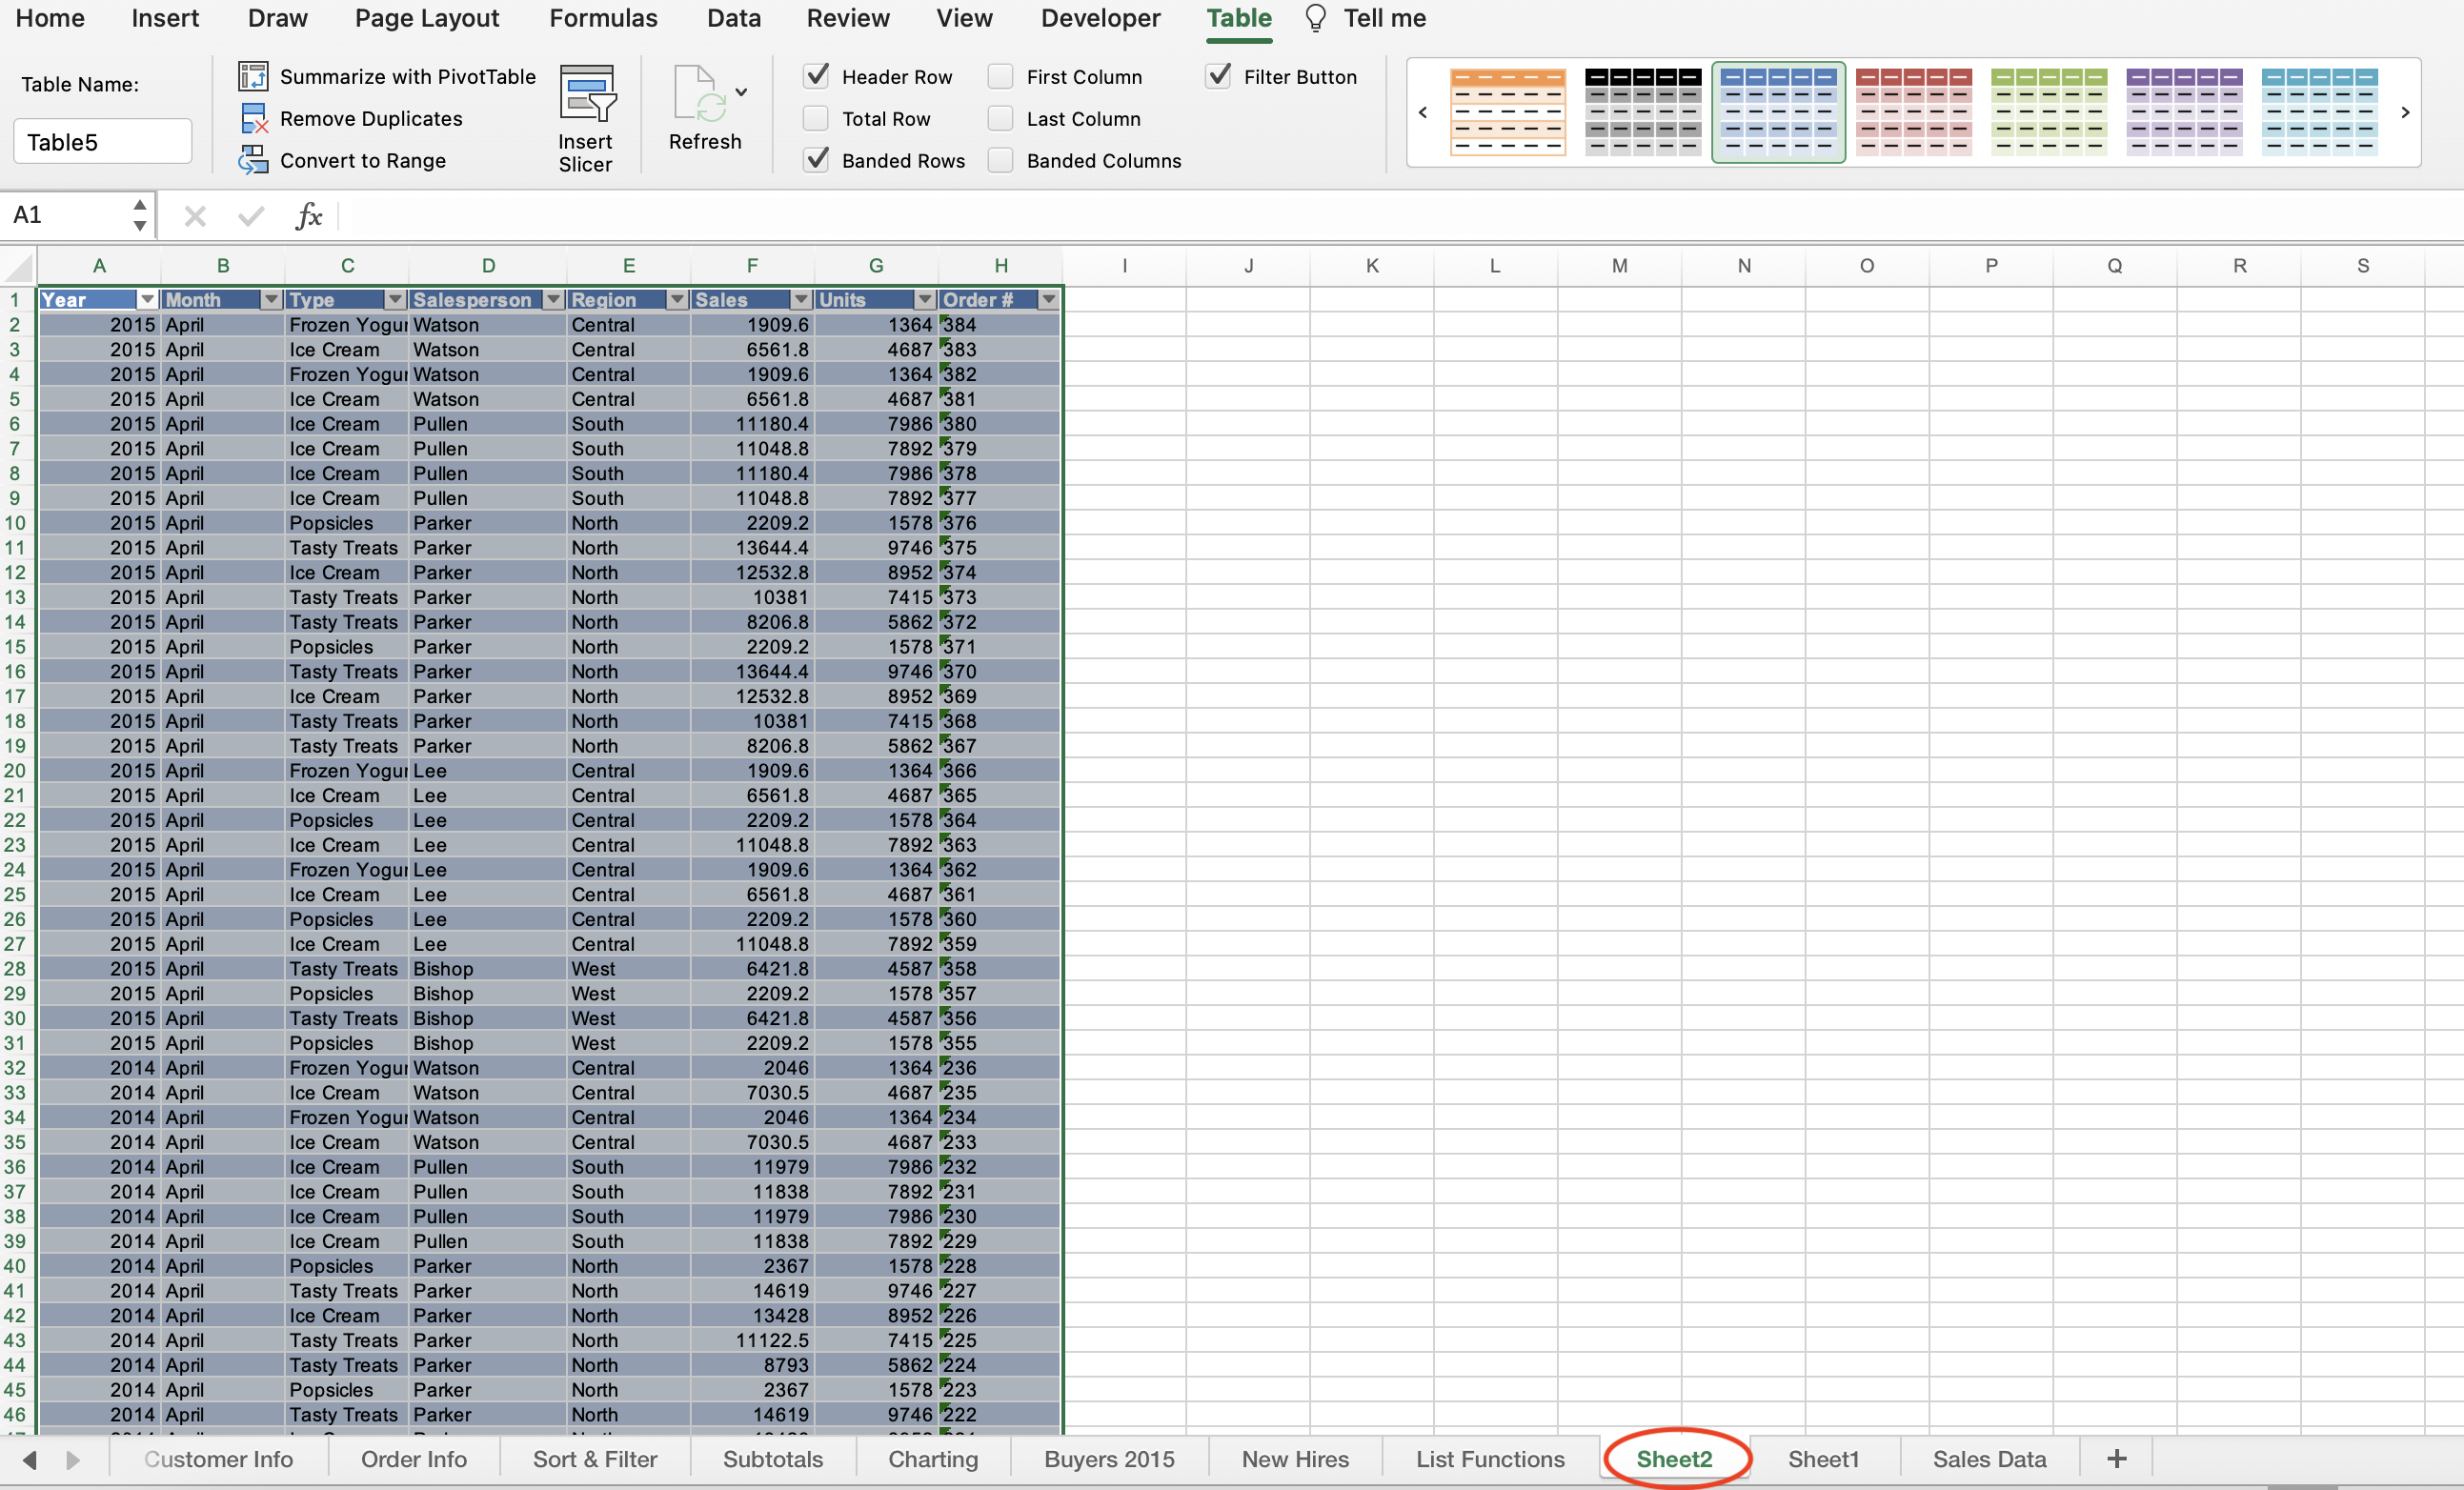 Home Insert Draw Page Layout Formulas Data Review View Developer Table Tell me
Table Name:
Table5
Summarize with PivotTable
Remove Duplicates
Convert to Range
Insert
Slicer
Refresh
Header Row First Column Filter Button
Total Row Last Column
Banded Rows Banded Columns
A1 fx
A B C D E F G H I J K L M N O P Q R S
1 Year Month Type Salesperson Region Sales Units Order #
2 2015 April Frozen Yogur Watson Central 1909.6 1364 384
3 2015 April Ice Cream Watson Central 6561.8 4687 383
4 2015 April Frozen Yogur Watson Central 1909.6 1364 382
5 2015 April Ice Cream Watson Central 6561.8 4687 381
6 2015 April Ice Cream Pullen South 11180.4 7986 380
7 2015 April Ice Cream Pullen South 11048.8 7892 379
8 2015 April Ice Cream Pullen South 11180.4 7986 378
9 2015 April Ice Cream Pullen South 11048.8 7892 377
10 2015 April Popsicles Parker North 2209.2 1578 376
11 2015 April Tasty Treats Parker North 13644.4 9746 375
12 2015 April Ice Cream Parker North 12532.8 8952 374
13 2015 April Tasty Treats Parker North 10381 7415 373
14 2015 April Tasty Treats Parker North 8206.8 5862 372
15 2015 April Popsicles Parker North 2209.2 1578 371
16 2015 April Tasty Treats Parker North 13644.4 9746 370
17 2015 April Ice Cream Parker North 12532.8 8952 369
18 2015 April Tasty Treats Parker North 10381 7415 368
19 2015 April Tasty Treats Parker North 8206.8 5862 367
20 2015 April Frozen Yogur Lee Central 1909.6 1364 366
21 2015 April Ice Cream Lee Central 6561.8 4687 365
22 2015 April Popsicles Lee Central 2209.2 1578 364
23 2015 April Ice Cream Lee Central 11048.8 7892 363
24 2015 April Frozen Yogur Lee Central 1909.6 1364 362
25 2015 April Ice Cream Lee Central 6561.8 4687 361
26 2015 April Popsicles Lee Central 2209.2 1578 360
27 2015 April Ice Cream Lee Central 11048.8 7892 359
28 2015 April Tasty Treats Bishop West 6421.8 4587 358
29 2015 April Popsicles Bishop West 2209.2 1578 357
30 2015 April Tasty Treats Bishop West 6421.8 4587 356
31 2015 April Popsicles Bishop West 2209.2 1578 355
32 2014 April Frozen Yogur Watson Central 2046 1364 236
33 2014 April Ice Cream Watson Central 7030.5 4687 235
34 2014 April Frozen Yogur Watson Central 2046 1364 234
35 2014 April Ice Cream Watson Central 7030.5 4687 233
36 2014 April Ice Cream Pullen South 11979 7986 232
37 2014 April Ice Cream Pullen South 11838 7892 231
38 2014 April Ice Cream Pullen South 11979 7986 230
39 2014 April Ice Cream Pullen South 11838 7892 229
40 2014 April Popsicles Parker North 2367 1578 228
41 2014 April Tasty Treats Parker North 14619 9746 227
42 2014 April Ice Cream Parker North 13428 8952 226
43 2014 April Tasty Treats Parker North 11122.5 7415 225
44 2014 April Tasty Treats Parker North 8793 5862 224
45 2014 April Popsicles Parker North 2367 1578 223
46 2014 April Tasty Treats Parker North 14619 9746 222
Customer Info Order Info Sort & Filter Subtotals Charting Buyers 2015 New Hires List Functions Sheet2 Sheet1 Sales Data +